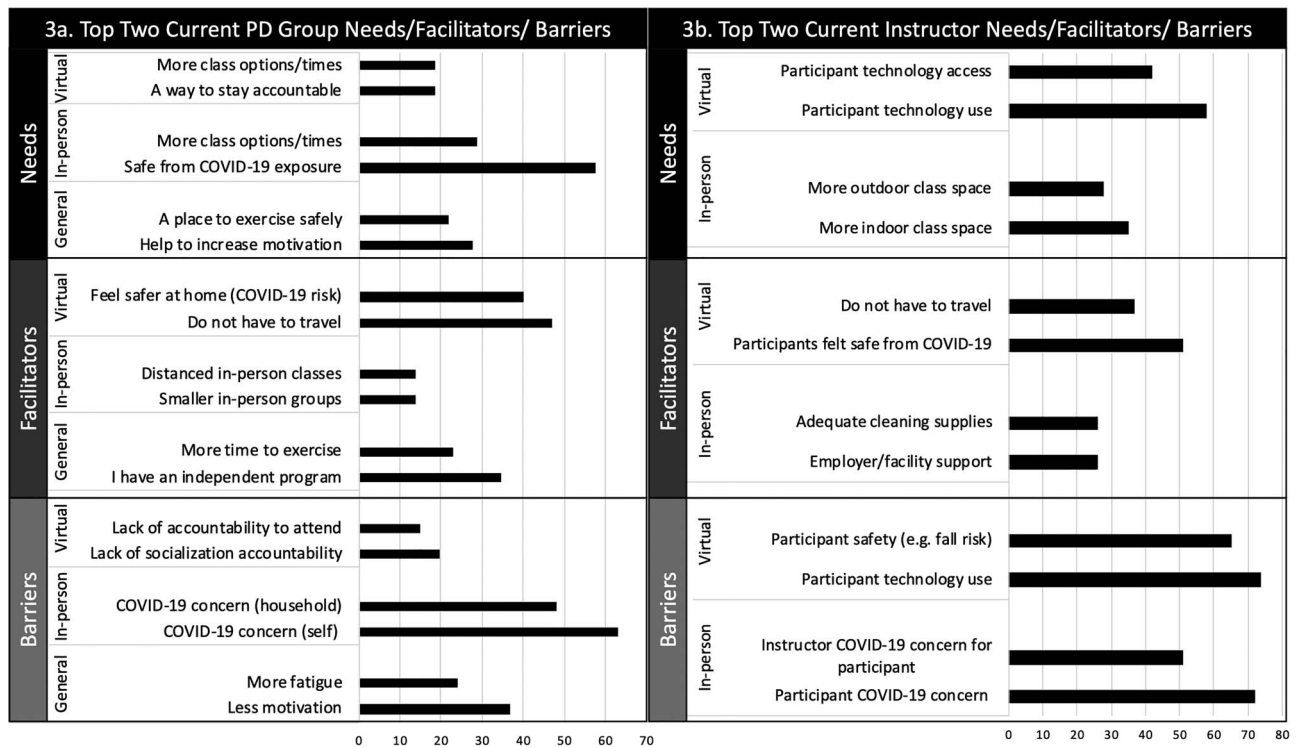 3a. Top Two Current PD Group Needs/Facilitators/ Barriers
Needs
Virtual
More class options/times
A way to stay accountable
In-person
More class options/times
Safe from COVID-19 exposure
General
A place to exercise safely
Help to increase motivation
Facilitators
Virtual
Feel safer at home (COVID-19 risk)
Do not have to travel
In-person
Distanced in-person classes
Smaller in-person groups
General
More time to exercise
I have an independent program
Barriers
Virtual
Lack of accountability to attend
Lack of socialization accountability
In-person
COVID-19 concern (household)
COVID-19 concern (self)
General
More fatigue
Less motivation
0 10 20 30 40 50 60 70
3b. Top Two Current Instructor Needs/Facilitators/ Barriers
Needs
Virtual
Participant technology access
Participant technology use
In-person
More outdoor class space
More indoor class space
Facilitators
Virtual
Do not have to travel
Participants felt safe from COVID-19
In-person
Adequate cleaning supplies
Employer/facility support
Barriers
Virtual
Participant safety (e.g. fall risk)
Participant technology use
In-person
Instructor COVID-19 concern for
participant
Participant COVID-19 concern
0 10 20 30 40 50 60 70 80